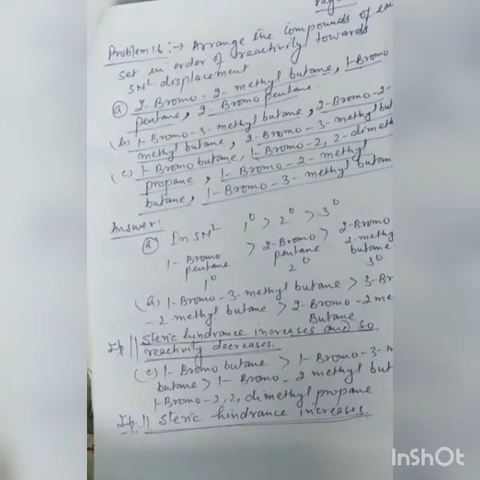 Page
Problem 16 :→ Arrange the compounds of
set in order of reactivity towards
SN² displacement
(a) 2-Bromo-2-methyl butane, 1-Bromo
pentane, 2-Bromo pentane.
(b) 1-Bromo-3-methyl butane, 2-Bromo-2-
methyl butane, 2-Bromo-3-methyl but
(c) 1-Bromo butane, 1-Bromo-2,2-dimeth
propane, 1-Bromo-2-methyl
butane, 1-Bromo-3-methyl butan
Answer:
(a) In SN² 1° > 2° > 3°
1-Bromo > 2-Bromo > 2-Bromo
pentane pentane 2-methy
1° 2° butane
3°
1-Bromo-3-methyl butane > 3-Br
-2-methyl butane > 2-Bromo-2 me
Butane
Steric hindrance increases and so
reactivity decreases.
(c) 1-Bromo butane > 1-Bromo-3-m
butane > 1-Bromo-2 methyl but
1-Bromo-2,2,dimethyl propane
Steric hindrance increases.
InShOt